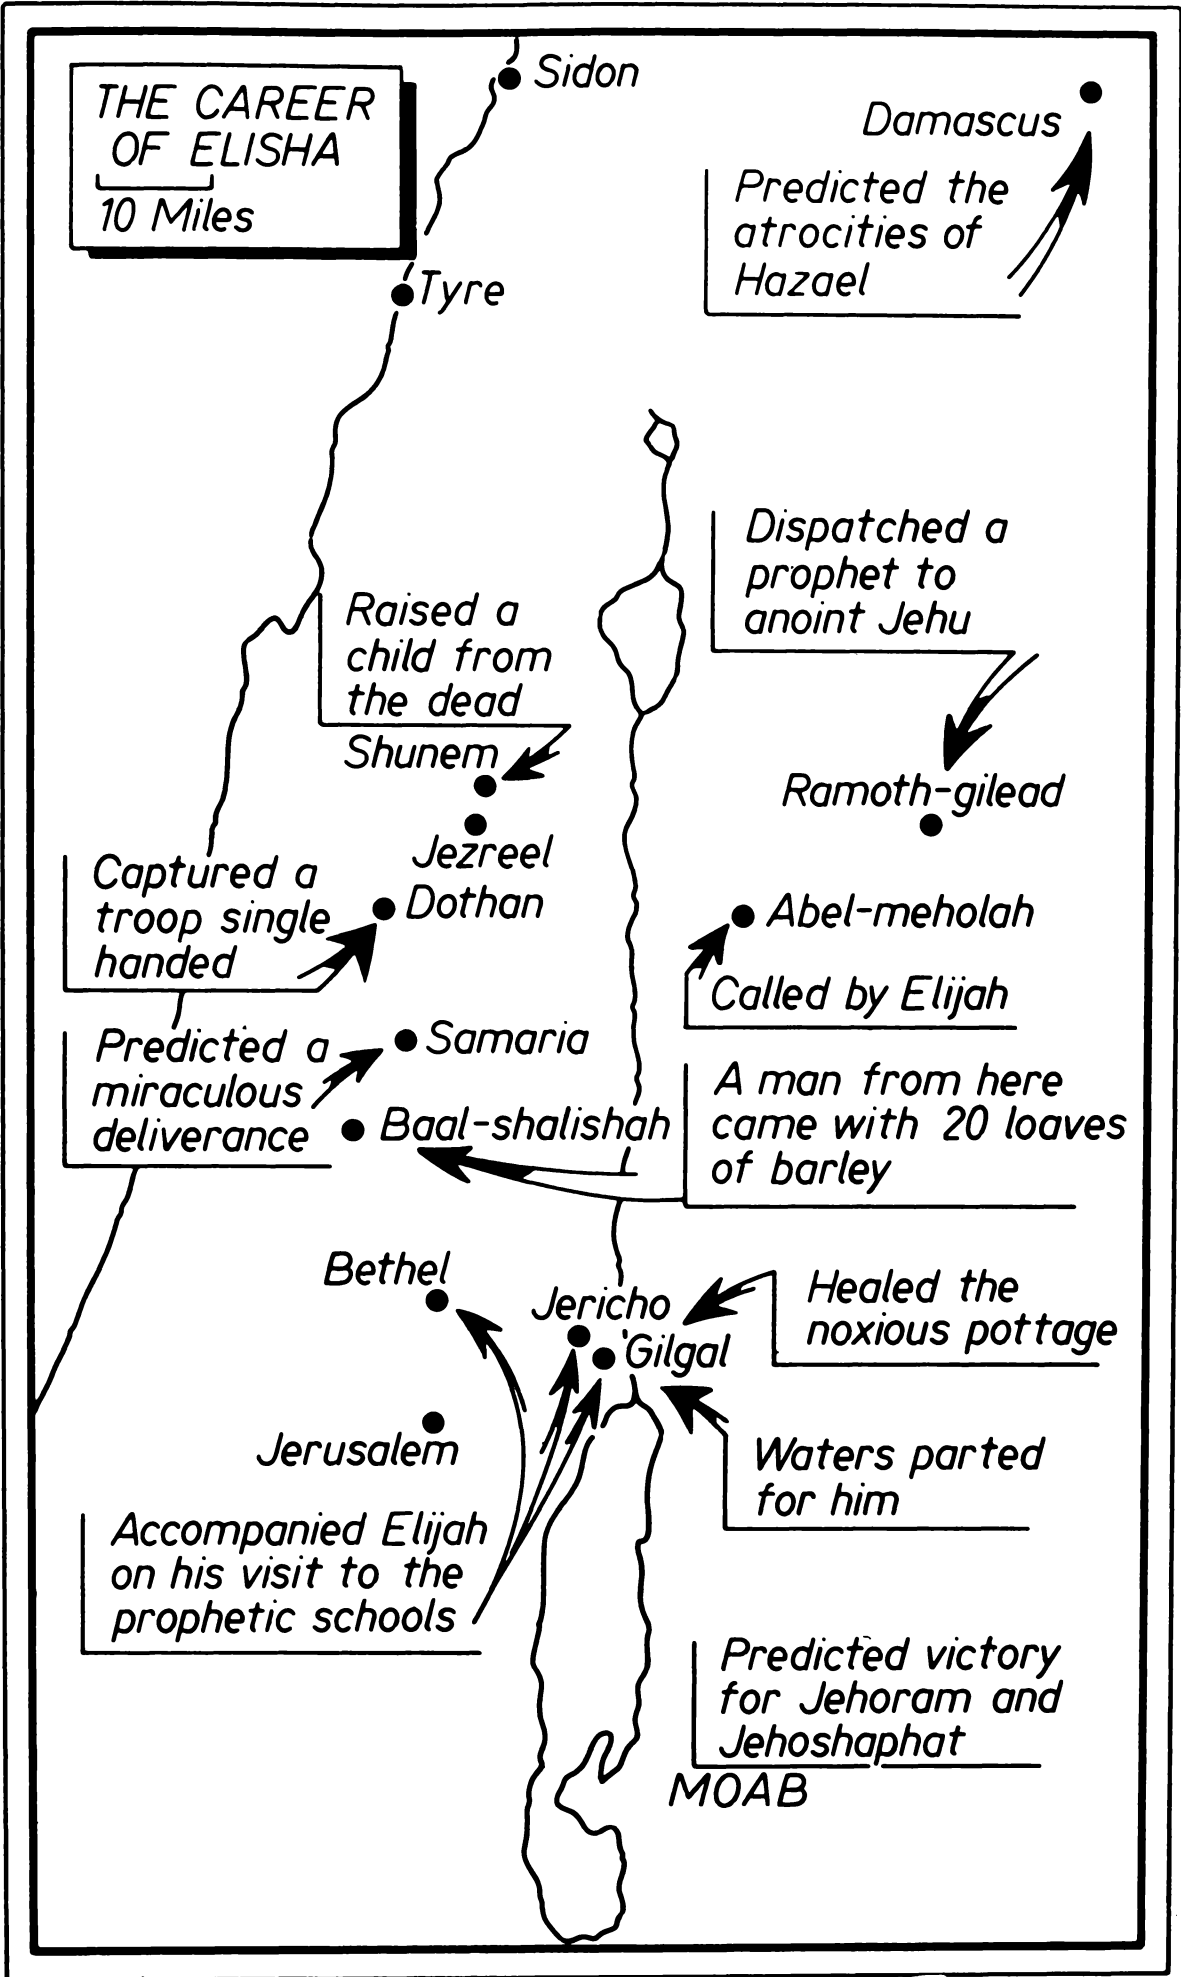 THE CAREER
OF ELISHA
10 Miles
Sidon
Damascus
Predicted the
atrocities of
Hazael
Tyre
Dispatched a
prophet to
anoint Jehu
Raised a
child from
the dead
Shunem
Ramoth-gilead
Jezreel
Captured a
troop single
handed
Dothan
Abel-meholah
Called by Elijah
Predicted a
miraculous
deliverance
Samaria
Baal-shalishah
A man from here
came with 20 loaves
of barley
Bethel
Jericho
Gilgal
Healed the
noxious pottage
Jerusalem
Waters parted
for him
Accompanied Elijah
on his visit to the
prophetic schools
Predicted victory
for Jehoram and
Jehoshaphat
MOAB